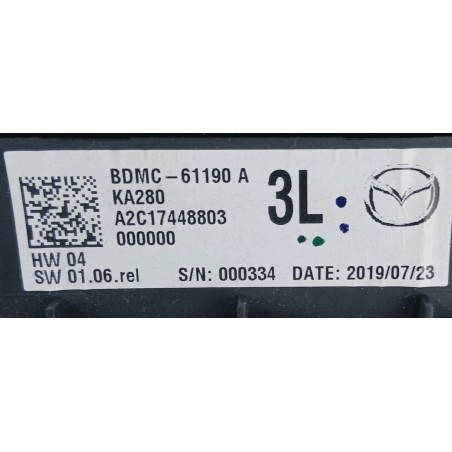 BDMC-61190 A
KA280
3L
A2C17448803
000000
HW 04
SW 01.06.rel S/N: 000334 DATE: 2019/07/23